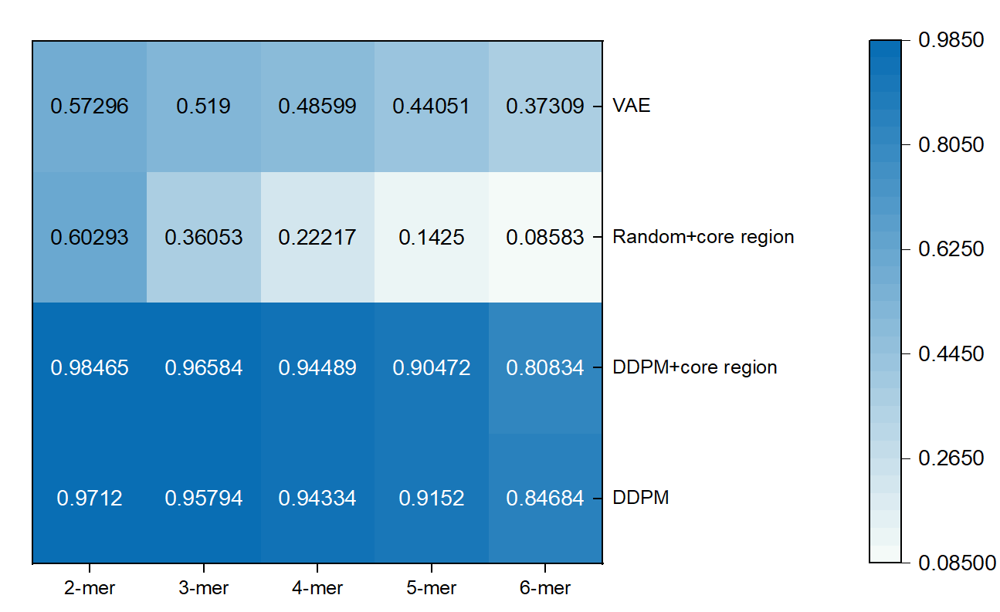 0.57296 0.519 0.48599 0.44051 0.37309 VAE
0.60293 0.36053 0.22217 0.1425 0.08583 Random+core region
0.98465 0.96584 0.94489 0.90472 0.80834 DDPM+core region
0.9712 0.95794 0.94334 0.9152 0.84684 DDPM
2-mer 3-mer 4-mer 5-mer 6-mer
0.9850
0.8050
0.6250
0.4450
0.2650
0.08500